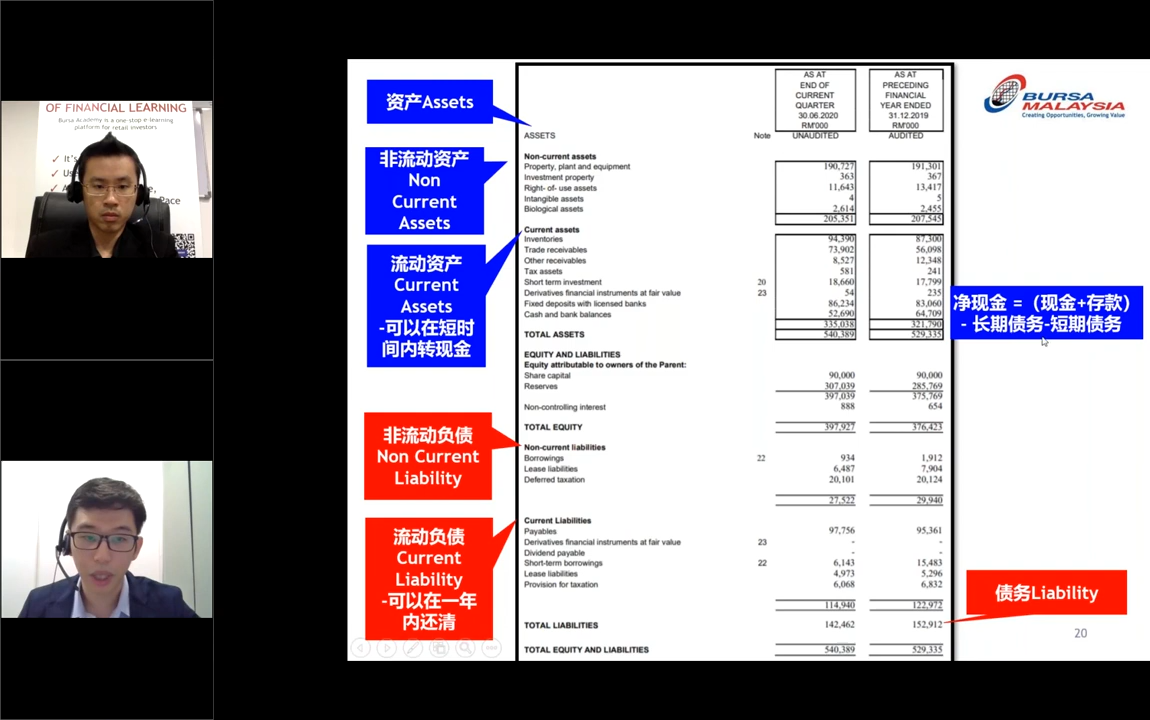 OF FINANCIAL LEARNING
Bursa Academy is a one-stop e-learning
platform for retail investors
✓ It's
✓
✓
Pace
资产Assets
非流动资产
Non
Current
Assets
流动资产
Current
Assets
-可以在短时
间内转现金
非流动负债
Non Current
Liability
流动负债
Current
Liability
-可以在一年
内还清
AS AT
END OF
CURRENT
QUARTER
30.06.2020
RM'000
UNAUDITED
AS AT
PRECEDING
FINANCIAL
YEAR ENDED
31.12.2019
RM'000
AUDITED
ASSETS Note
Non-current assets
Property, plant and equipment 190,727 191,301
Investment property 363 367
Right- of- use assets 11,643 13,417
Intangible assets 4 5
Biological assets 2,614 2,455
205,351 207,545
Current assets
Inventories 94,390 87,300
Trade receivables 73,902 56,098
Other receivables 8,527 12,348
Tax assets 581 241
Short term investment 20 18,660 17,799
Derivatives financial instruments at fair value 23 54 235
Fixed deposits with licensed banks 86,234 83,060
Cash and bank balances 52,690 64,709
335,038 321,790
TOTAL ASSETS 540,389 529,335
EQUITY AND LIABILITIES
Equity attributable to owners of the Parent:
Share capital 90,000 90,000
Reserves 307,039 285,769
397,039 375,769
Non-controlling interest 888 654
TOTAL EQUITY 397,927 376,423
Non-current liabilities
Borrowings 22 934 1,912
Lease liabilities 6,487 7,904
Deferred taxation 20,101 20,124
27,522 29,940
Current Liabilities
Payables 97,756 95,361
Derivatives financial instruments at fair value 23 - -
Dividend payable - -
Short-term borrowings 22 6,143 15,483
Lease liabilities 4,973 5,296
Provision for taxation 6,068 6,832
114,940 122,972
TOTAL LIABILITIES 142,462 152,912
TOTAL EQUITY AND LIABILITIES 540,389 529,335
BURSA
MALAYSIA
Creating Opportunities, Growing Value
净现金 =（现金+存款）
- 长期债务-短期债务
债务Liability
20